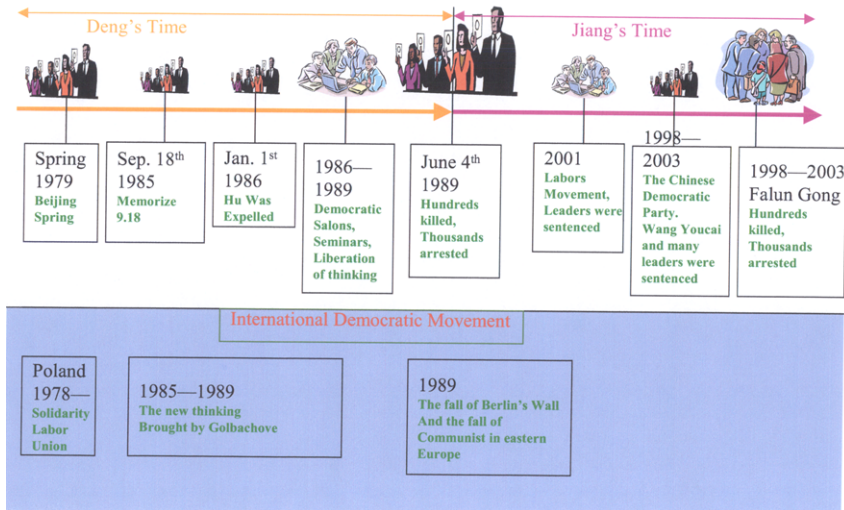 Deng's Time
Jiang's Time
Spring
1979
Beijing
Spring
Sep. 18th
1985
Memorize
9.18
Jan. 1st
1986
Hu Was
Expelled
1986—
1989
Democratic
Salons,
Seminars,
Liberation
of thinking
June 4th
1989
Hundreds
killed,
Thousands
arrested
2001
Labors
Movement,
Leaders were
sentenced
1998—
2003
The Chinese
Democratic
Party.
Wang Youcai
and many
leaders were
sentenced
1998—2003
Falun Gong
Hundreds
killed,
Thousands
arrested
International Democratic Movement
Poland
1978—
Solidarity
Labor
Union
1985—1989
The new thinking
Brought by Golbachove
1989
The fall of Berlin's Wall
And the fall of
Communist in eastern
Europe